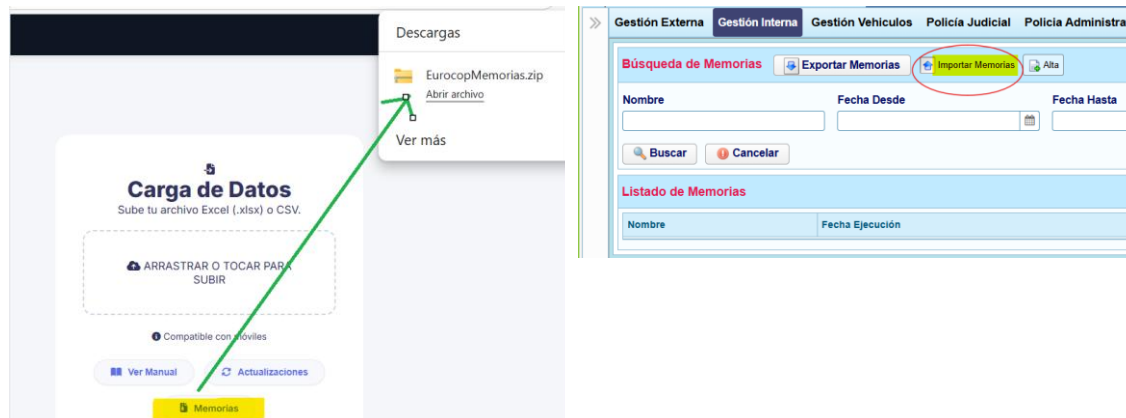 Descargas
EurocopMemorias.zip
Abrir archivo
Ver más
Carga de Datos
Sube tu archivo Excel (.xlsx) o CSV.
ARRASTRAR O TOCAR PARA
SUBIR
Compatible con móviles
Ver Manual
Actualizaciones
Memorias
Gestión Externa Gestión Interna Gestión Vehiculos Policía Judicial Policia Administra
Búsqueda de Memorias Exportar Memorias Importar Memorias Alta
Nombre Fecha Desde Fecha Hasta
Buscar Cancelar
Listado de Memorias
Nombre Fecha Ejecución